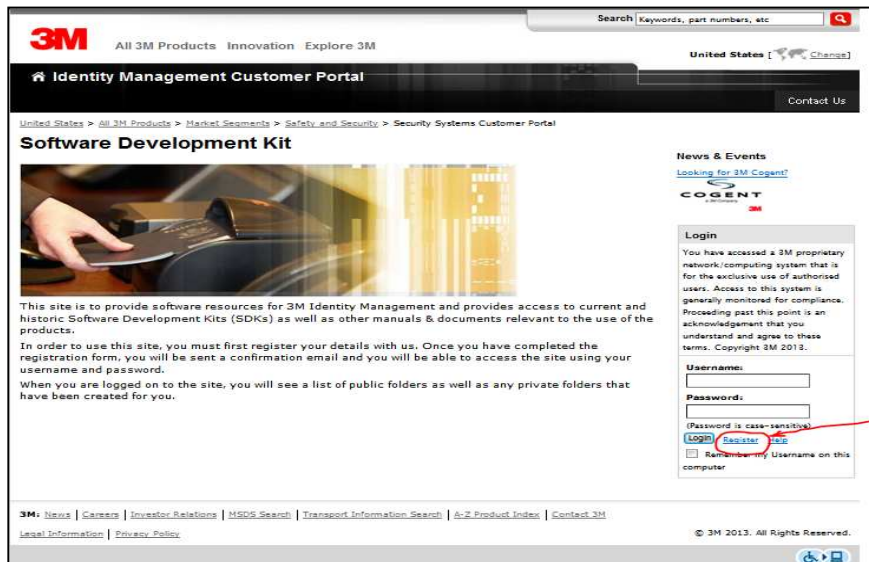 Search Keywords, part numbers, etc
3M
All 3M Products Innovation Explore 3M
United States [ Change]
Identity Management Customer Portal
Contact Us
United States > All 3M Products > Market Segments > Safety and Security > Security Systems Customer Portal
Software Development Kit
This site is to provide software resources for 3M Identity Management and provides access to current and
historic Software Development Kits (SDKs) as well as other manuals & documents relevant to the use of the
products.
In order to use this site, you must first register your details with us. Once you have completed the
registration form, you will be sent a confirmation email and you will be able to access the site using your
username and password.
When you are logged on to the site, you will see a list of public folders as well as any private folders that
have been created for you.
News & Events
Looking for 3M Cogent?
COGENT
3M
Login
You have accessed a 3M proprietary
network/computing system that is
for the exclusive use of authorised
users. Access to this system is
generally monitored for compliance.
Proceeding past this point is an
acknowledgement that you
understand and agree to these
terms. Copyright 3M 2013.
Username:
Password:
(Password is case-sensitive)
Login Register Help
Remember my Username on this
computer
3M: News | Careers | Investor Relations | MSDS Search | Transport Information Search | A-Z Product Index | Contact 3M
Legal Information | Privacy Policy
© 3M 2013. All Rights Reserved.